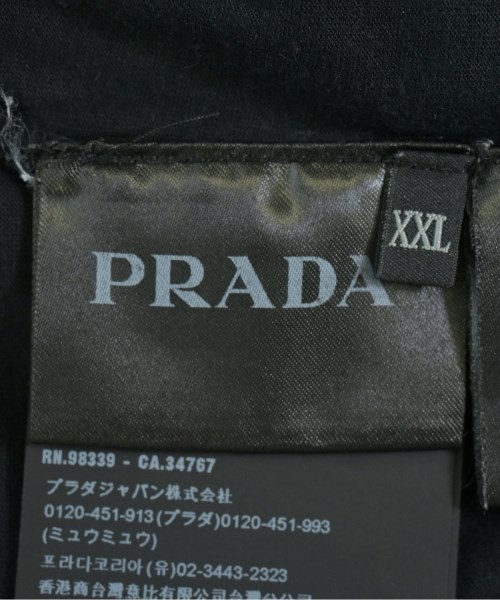 PRADA
XXL
RN.98339 - CA.34767
プラダジャパン株式会社
0120-451-913(プラダ)0120-451-993
(ミュウミュウ)
프라다코리아 (유)02-3443-2323
香港商台灣意比有限公司台灣分公司